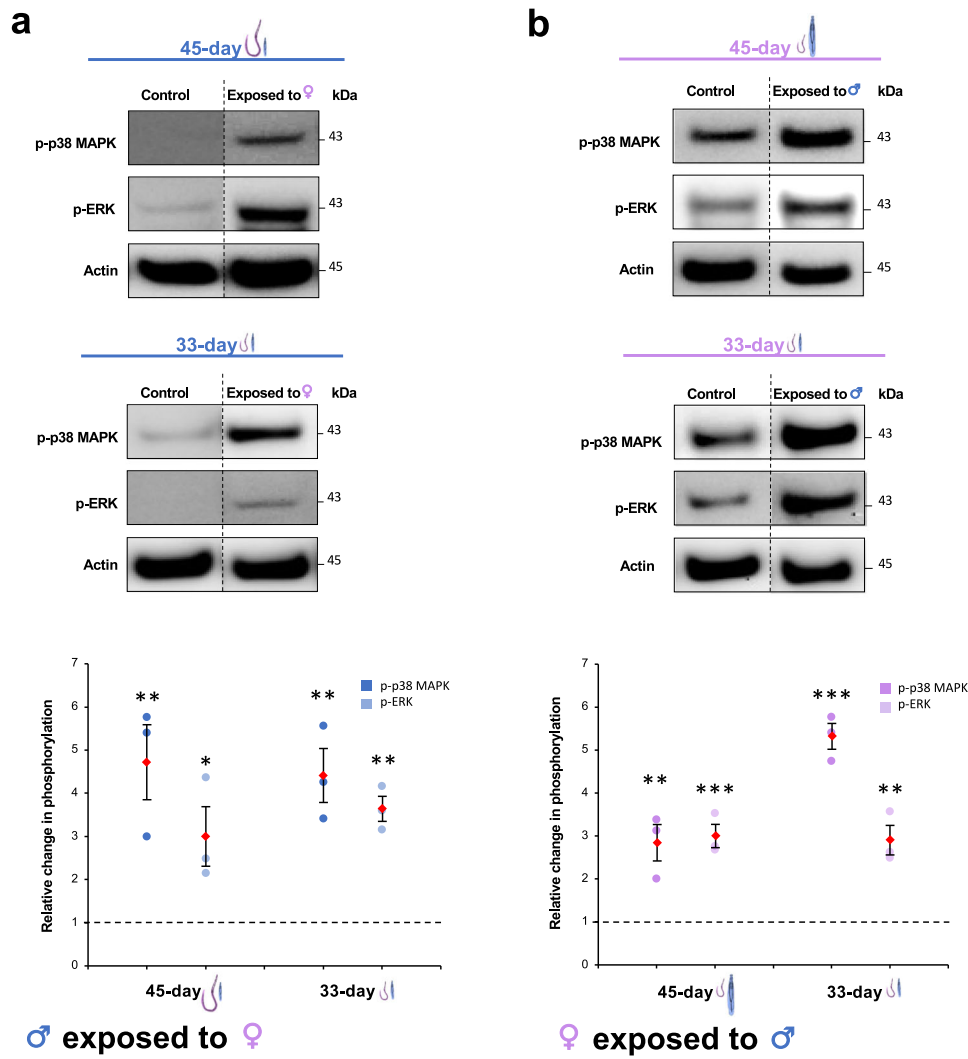 a
45-day
Control Exposed to ♀ kDa
p-p38 MAPK 43
p-ERK 43
Actin 45
33-day
Control Exposed to ♀ kDa
p-p38 MAPK 43
p-ERK 43
Actin 45
Relative change in phosphorylation
7
6
5
4
3
2
1
0
p-p38 MAPK
p-ERK
** * ** **
45-day 33-day
♂ exposed to ♀
b
45-day
Control Exposed to ♂ kDa
p-p38 MAPK 43
p-ERK 43
Actin 45
33-day
Control Exposed to ♂ kDa
p-p38 MAPK 43
p-ERK 43
Actin 45
Relative change in phosphorylation
7
6
5
4
3
2
1
0
p-p38 MAPK
p-ERK
** *** *** **
45-day 33-day
♀ exposed to ♂